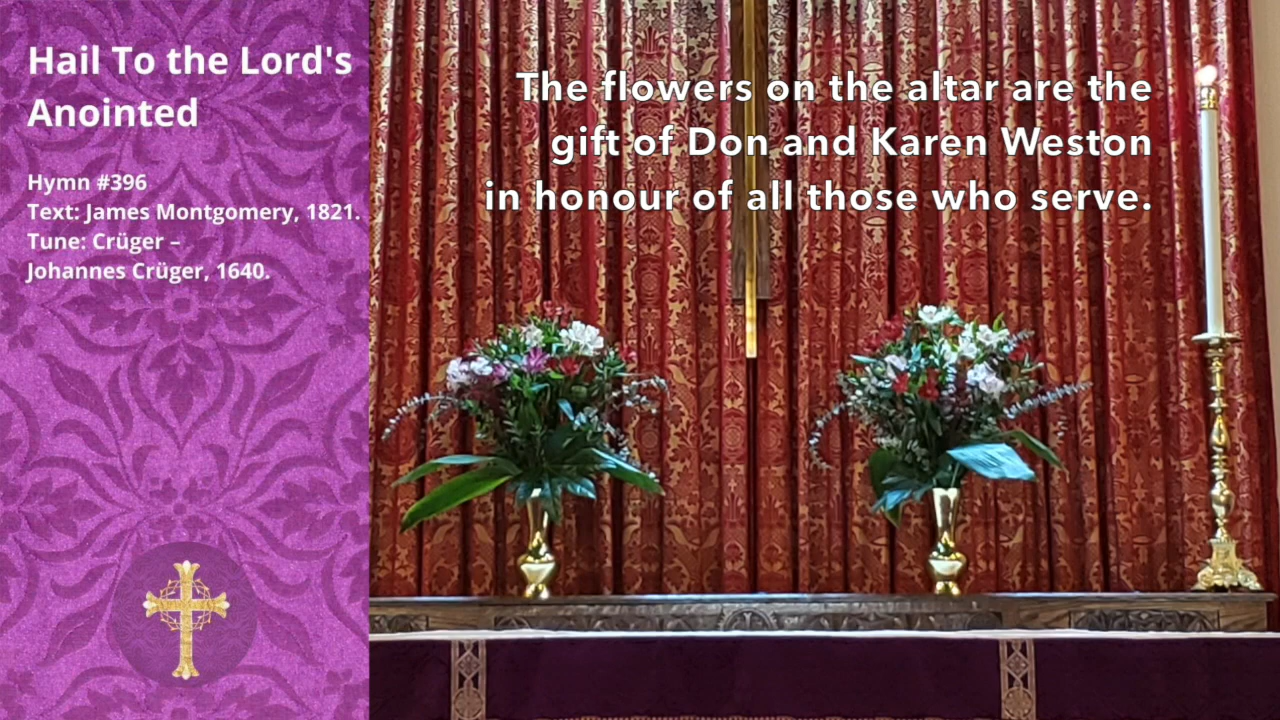 Hail To the Lord's
Anointed
Hymn #396
Text: James Montgomery, 1821.
Tune: Crüger –
Johannes Crüger, 1640.
The flowers on the altar are the
gift of Don and Karen Weston
in honour of all those who serve.